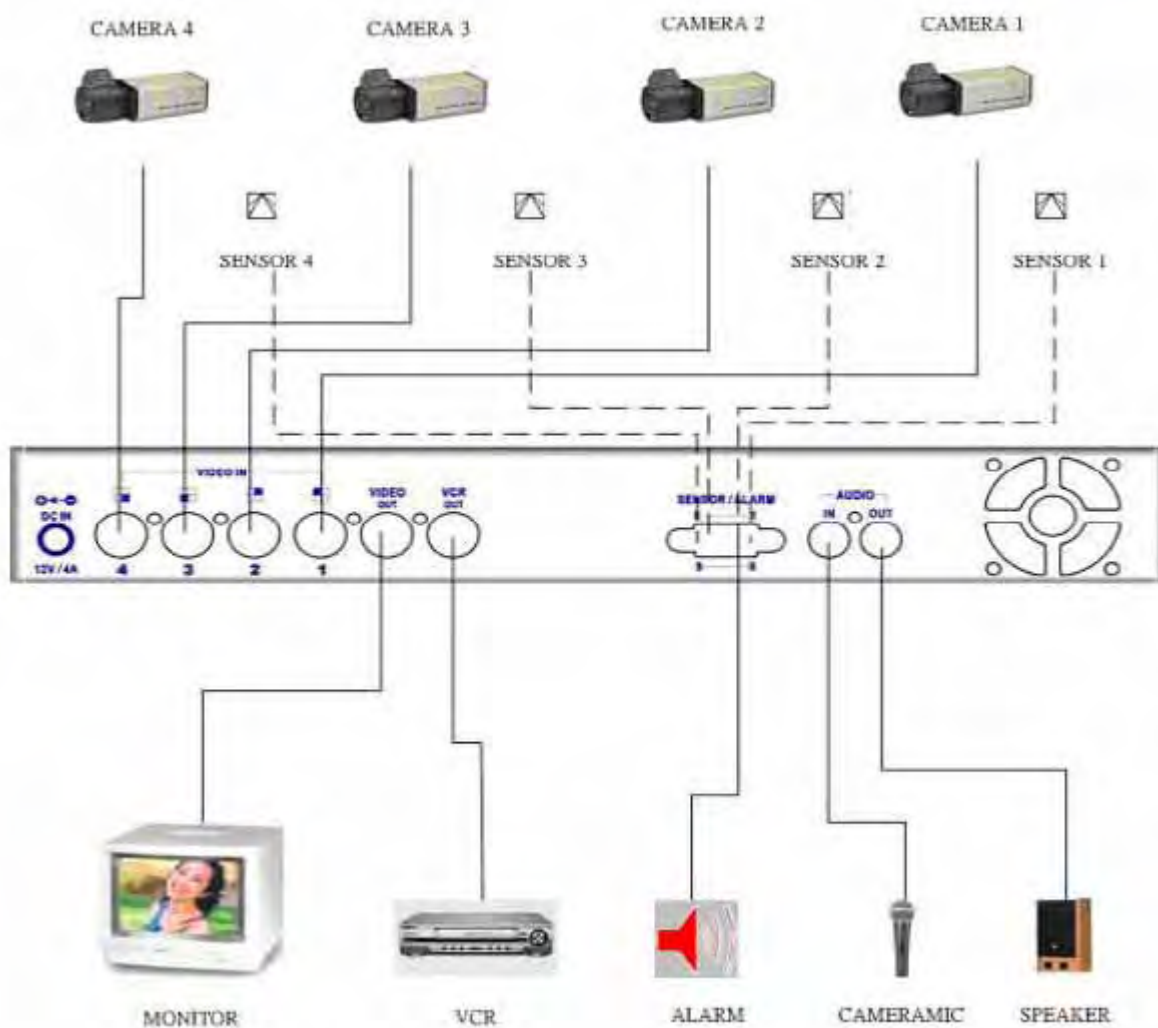 CAMERA 4
CAMERA 3
CAMERA 2
CAMERA 1
SENSOR 4
SENSOR 3
SENSOR 2
SENSOR 1
VIDEO IN
DC IN
12V / 4A
4
3
2
1
VIDEO
OUT
VCR
OUT
SENSOR / ALARM
AUDIO
IN
OUT
MONITOR
VCR
ALARM
CAMERAMIC
SPEAKER